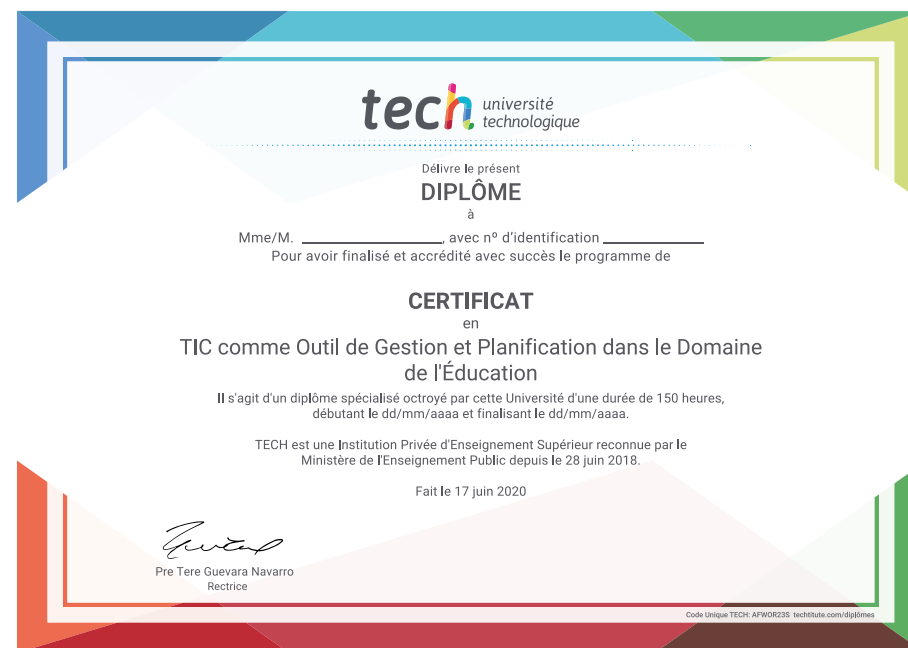 tech université
technologique
Délivre le présent
DIPLÔME
à
Mme/M. ____________________, avec nº d'identification ______________
Pour avoir finalisé et accrédité avec succès le programme de
CERTIFICAT
en
TIC comme Outil de Gestion et Planification dans le Domaine
de l'Éducation
Il s'agit d'un diplôme spécialisé octroyé par cette Université d'une durée de 150 heures,
débutant le dd/mm/aaaa et finalisant le dd/mm/aaaa.
TECH est une Institution Privée d'Enseignement Supérieur reconnue par le
Ministère de l'Enseignement Public depuis le 28 juin 2018.
Fait le 17 juin 2020
Pre Tere Guevara Navarro
Rectrice
Code Unique TECH: AFWOR23S techtitute.com/diplômes